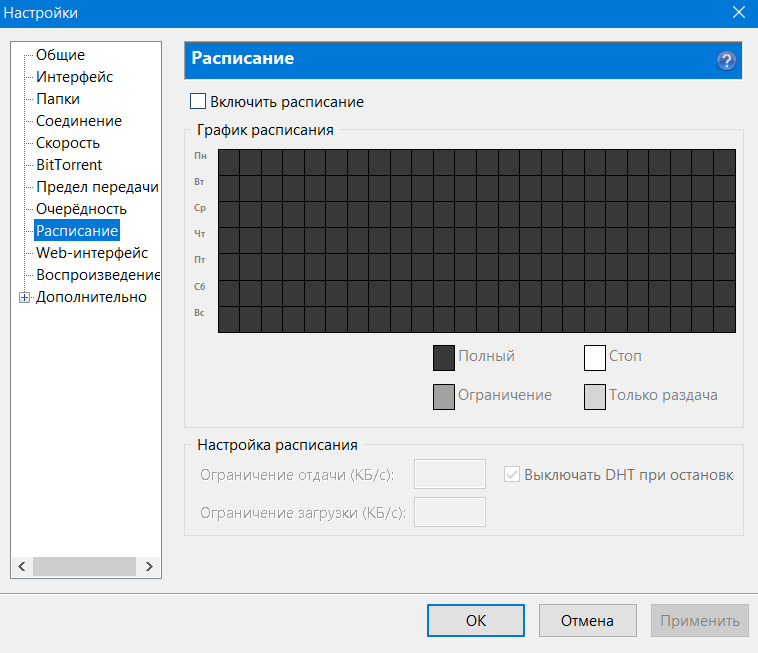 Настройки
Общие
Интерфейс
Папки
Соединение
Скорость
BitTorrent
Предел передачи
Очерёдность
Расписание
Web-интерфейс
Воспроизведение
Дополнительно
Расписание
Включить расписание
График расписания
Пн
Вт
Ср
Чт
Пт
Сб
Вс
Полный Стоп
Ограничение Только раздача
Настройка расписания
Ограничение отдачи (КБ/с): Выключать DHT при остановк
Ограничение загрузки (КБ/с):
ОК Отмена Применить